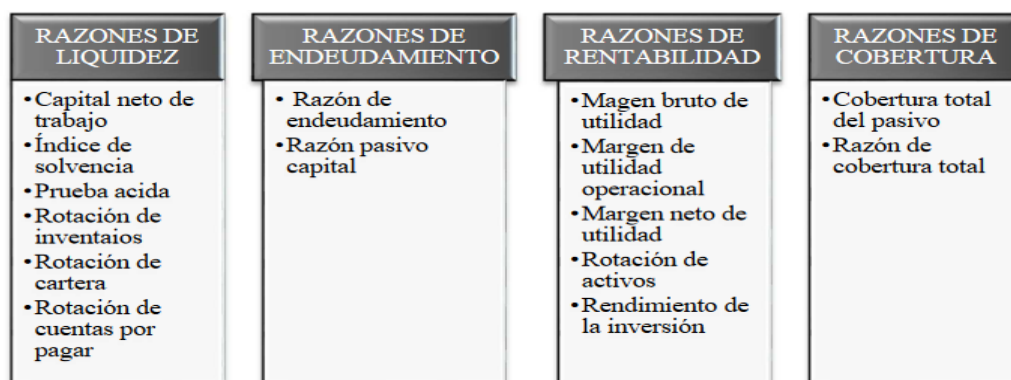 RAZONES DE
LIQUIDEZ
•Capital neto de
trabajo
•Índice de
solvencia
•Prueba acida
•Rotación de
inventaios
•Rotación de
cartera
•Rotación de
cuentas por
pagar
RAZONES DE
ENDEUDAMIENTO
• Razón de
endeudamiento
•Razón pasivo
capital
RAZONES DE
RENTABILIDAD
•Magen bruto de
utilidad
•Margen de
utilidad
operacional
•Margen neto de
utilidad
•Rotación de
activos
•Rendimiento de
la inversión
RAZONES DE
COBERTURA
•Cobertura total
del pasivo
•Razón de
cobertura total